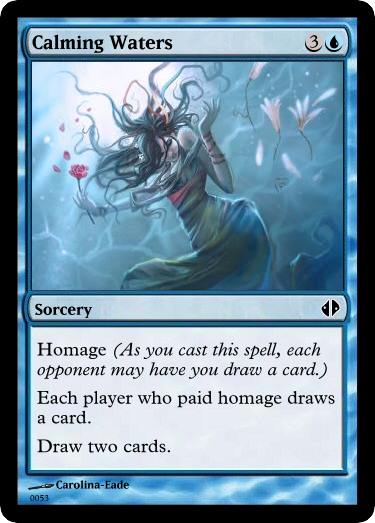 Calming Waters 3
Sorcery
Homage (As you cast this spell, each
opponent may have you draw a card.)
Each player who paid homage draws
a card.
Draw two cards.
Carolina-Eade
0053